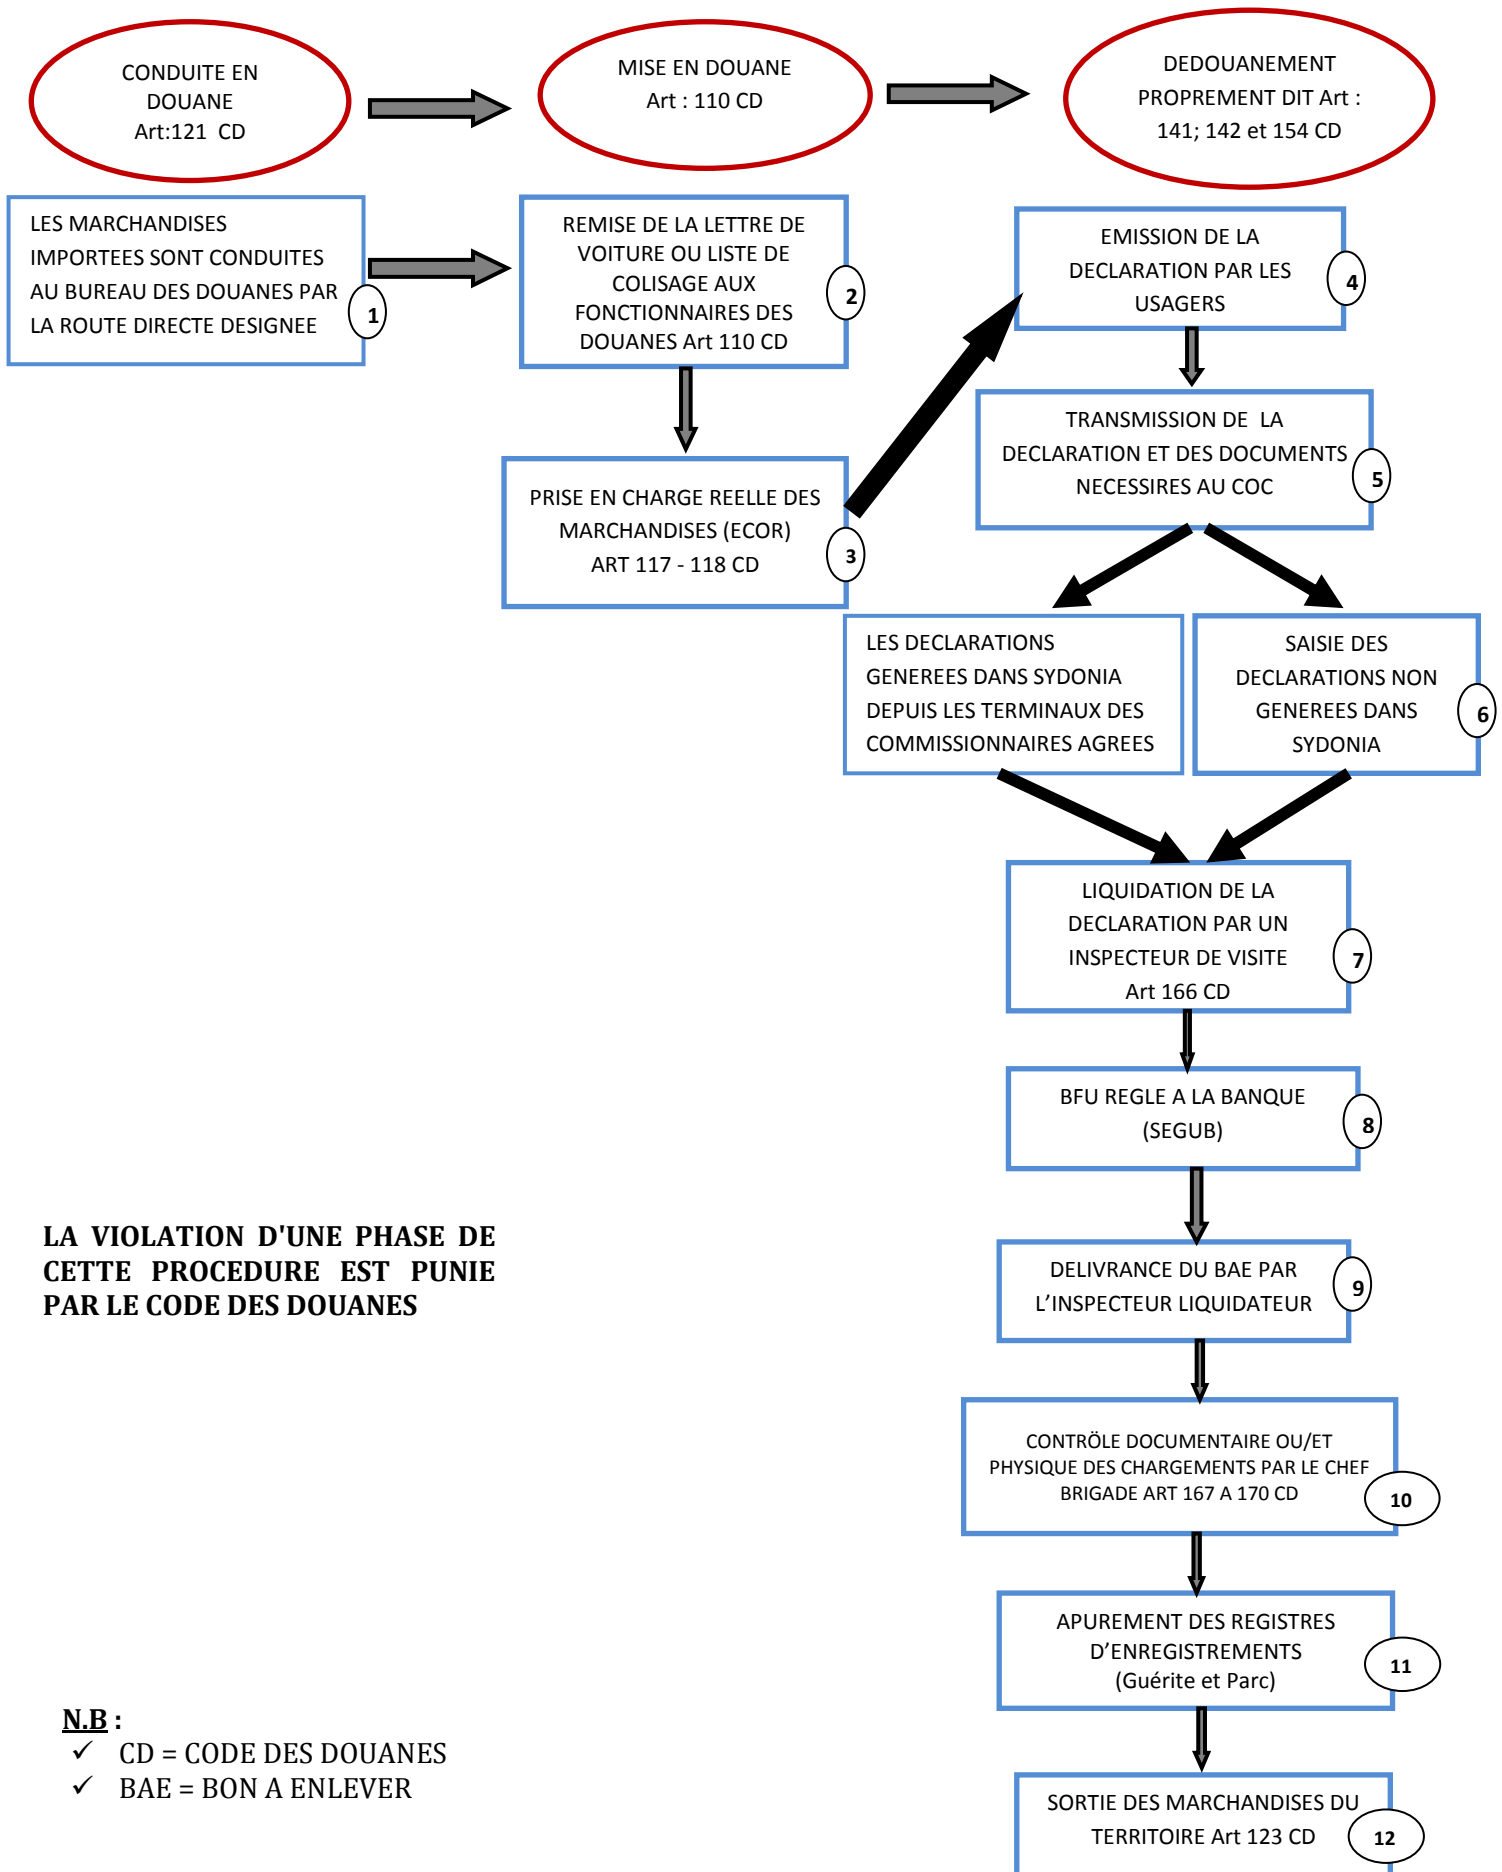 CONDUITE EN
DOUANE
Art:121 CD
MISE EN DOUANE
Art : 110 CD
DEDOUANEMENT
PROPREMENT DIT Art :
141; 142 et 154 CD
LES MARCHANDISES
IMPORTEES SONT CONDUITES
AU BUREAU DES DOUANES PAR
LA ROUTE DIRECTE DESIGNEE
1
REMISE DE LA LETTRE DE
VOITURE OU LISTE DE
COLISAGE AUX
FONCTIONNAIRES DES
DOUANES Art 110 CD
2
PRISE EN CHARGE REELLE DES
MARCHANDISES (ECOR)
ART 117 - 118 CD
3
EMISSION DE LA
DECLARATION PAR LES
USAGERS
4
TRANSMISSION DE LA
DECLARATION ET DES DOCUMENTS
NECESSIRES AU COC
5
LES DECLARATIONS
GENEREES DANS SYDONIA
DEPUIS LES TERMINAUX DES
COMMISSIONNAIRES AGREES
SAISIE DES
DECLARATIONS NON
GENEREES DANS
SYDONIA
6
LIQUIDATION DE LA
DECLARATION PAR UN
INSPECTEUR DE VISITE
Art 166 CD
7
BFU REGLE A LA BANQUE
(SEGUB)
8
DELIVRANCE DU BAE PAR
L’INSPECTEUR LIQUIDATEUR
9
CONTRÖLE DOCUMENTAIRE OU/ET
PHYSIQUE DES CHARGEMENTS PAR LE CHEF
BRIGADE ART 167 A 170 CD
10
APUREMENT DES REGISTRES
D’ENREGISTREMENTS
(Guérite et Parc)
11
SORTIE DES MARCHANDISES DU
TERRITOIRE Art 123 CD
12
LA VIOLATION D'UNE PHASE DE
CETTE PROCEDURE EST PUNIE
PAR LE CODE DES DOUANES
N.B :
✓ CD = CODE DES DOUANES
✓ BAE = BON A ENLEVER